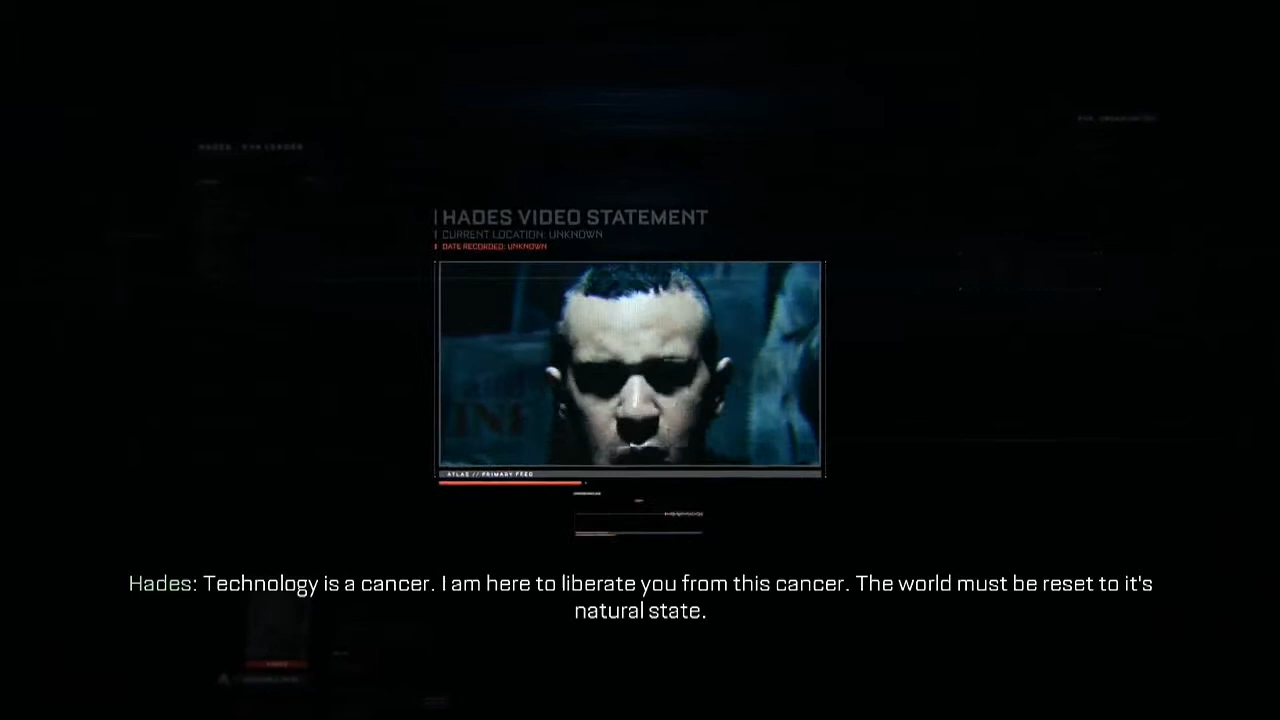 HADES VIDEO STATEMENT
CURRENT LOCATION: UNKNOWN
DATE RECORDED: UNKNOWN
ATLAS // PRIMARY FEED
Hades: Technology is a cancer. I am here to liberate you from this cancer. The world must be reset to it's
natural state.